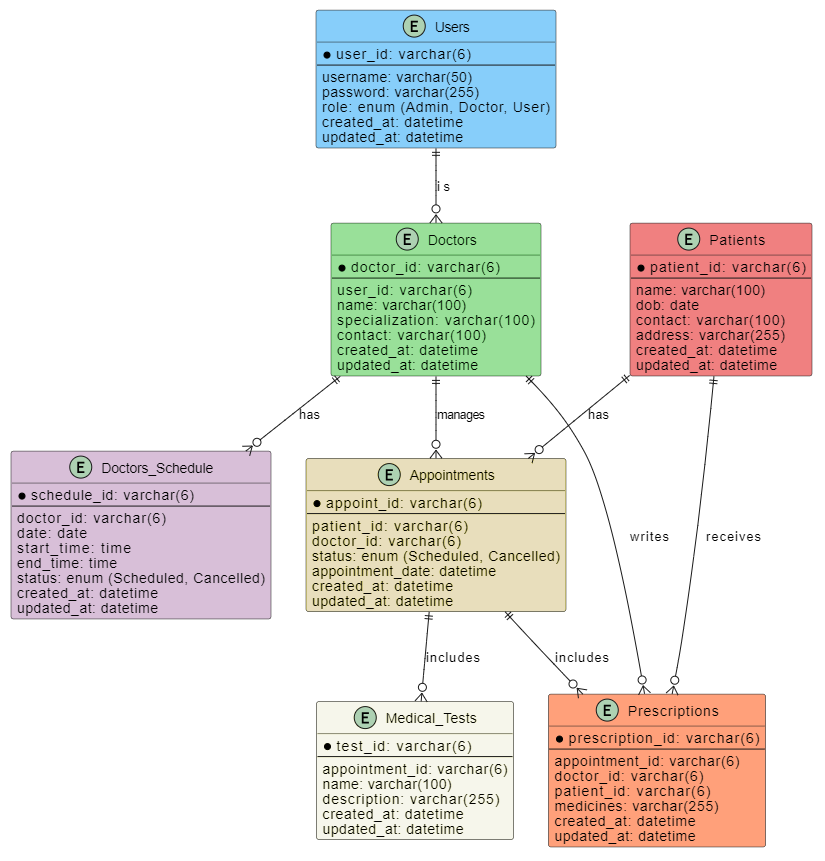 E Users
user_id: varchar(6)
username: varchar(50)
password: varchar(255)
role: enum (Admin, Doctor, User)
created_at: datetime
updated_at: datetime
is
E Doctors
doctor_id: varchar(6)
user_id: varchar(6)
name: varchar(100)
specialization: varchar(100)
contact: varchar(100)
created_at: datetime
updated_at: datetime
E Patients
patient_id: varchar(6)
name: varchar(100)
dob: date
contact: varchar(100)
address: varchar(255)
created_at: datetime
updated_at: datetime
has
manages
has
E Doctors_Schedule
schedule_id: varchar(6)
doctor_id: varchar(6)
date: date
start_time: time
end_time: time
status: enum (Scheduled, Cancelled)
created_at: datetime
updated_at: datetime
E Appointments
appoint_id: varchar(6)
patient_id: varchar(6)
doctor_id: varchar(6)
status: enum (Scheduled, Cancelled)
appointment_date: datetime
created_at: datetime
updated_at: datetime
writes
receives
includes
includes
E Medical_Tests
test_id: varchar(6)
appointment_id: varchar(6)
name: varchar(100)
description: varchar(255)
created_at: datetime
updated_at: datetime
E Prescriptions
prescription_id: varchar(6)
appointment_id: varchar(6)
doctor_id: varchar(6)
patient_id: varchar(6)
medicines: varchar(255)
created_at: datetime
updated_at: datetime